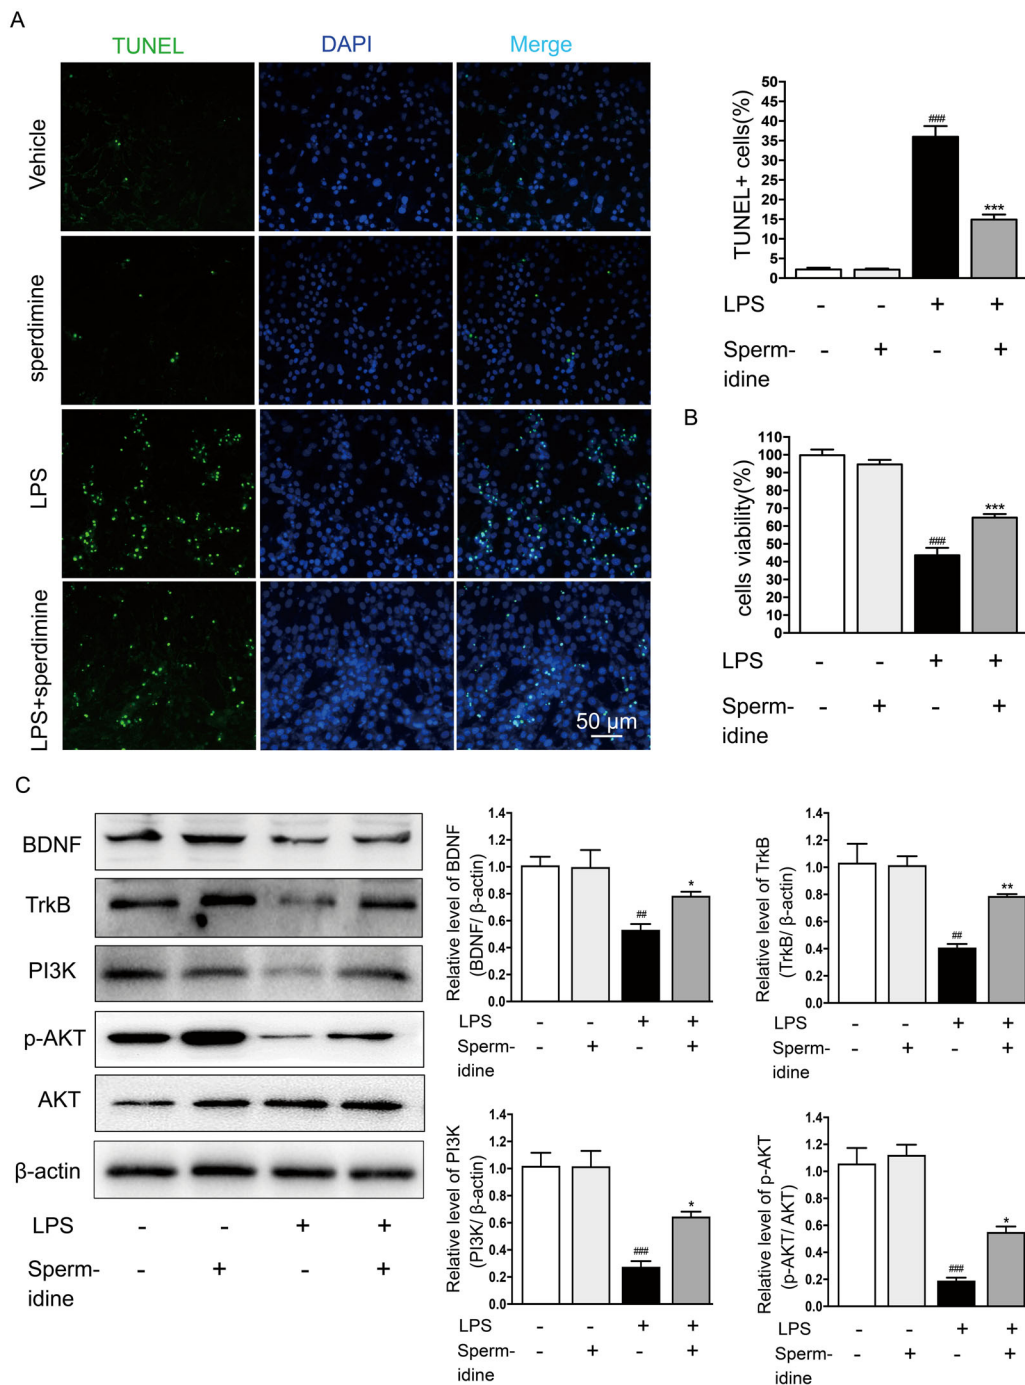 A
TUNEL DAPI Merge
Vehicle
sperdimine
LPS
LPS+sperdimine
50 μm
TUNEL+ cells(%)
50
45
40
35
30
25
20
15
10
5
0
###
***
LPS - - + +
Sperm-
idine - + - +
B
cells viability(%)
110
100
90
80
70
60
50
40
30
20
10
0
###
***
LPS - - + +
Sperm-
idine - + - +
C
BDNF
TrkB
PI3K
p-AKT
AKT
β-actin
LPS - - + +
Sperm-
idine - + - +
Relative level of BDNF
(BDNF/ β-actin)
1.4
1.2
1.0
0.8
0.6
0.4
0.2
0.0
##
*
LPS - - + +
Sperm-
idine - + - +
Relative level of TrkB
(TrkB/ β-actin)
1.4
1.2
1.0
0.8
0.6
0.4
0.2
0.0
##
**
LPS - - + +
Sperm-
idine - + - +
Relative level of PI3K
(PI3K/ β-actin)
1.4
1.2
1.0
0.8
0.6
0.4
0.2
0.0
###
*
LPS - - + +
Sperm-
idine - + - +
Relative level of p-AKT
(p-AKT/ AKT)
1.4
1.2
1.0
0.8
0.6
0.4
0.2
0.0
###
*
LPS - - + +
Sperm-
idine - + - +